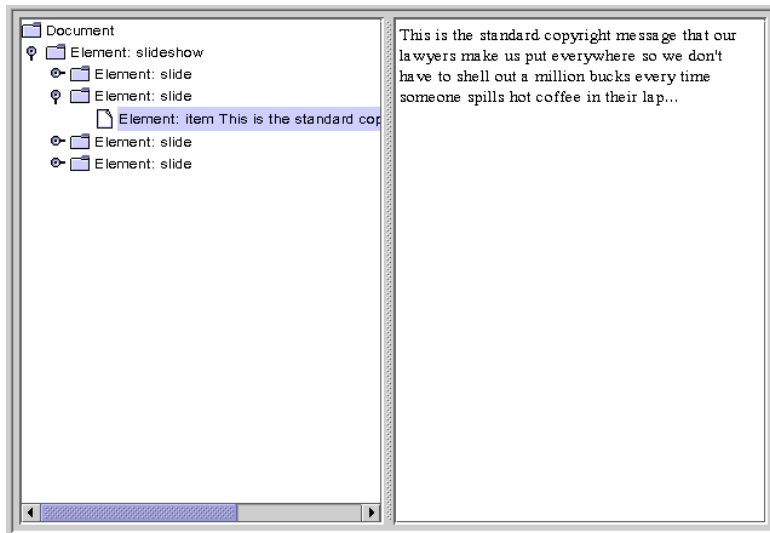 Document
Element: slideshow
Element: slide
Element: slide
Element: item This is the standard cop
Element: slide
Element: slide
This is the standard copyright message that our
lawyers make us put everywhere so we don't
have to shell out a million bucks every time
someone spills hot coffee in their lap...